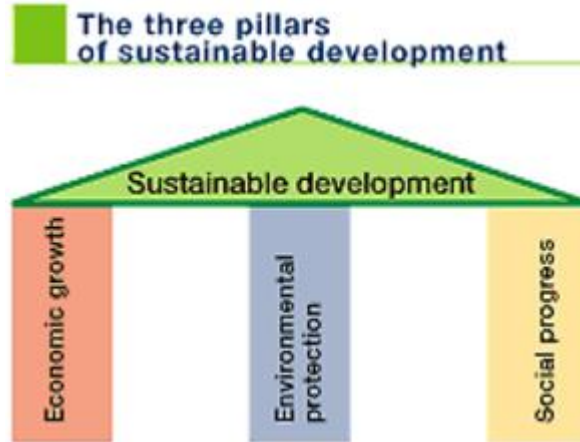 The three pillars
of sustainable development
Sustainable development
Economic growth
Environmental
protection
Social progress